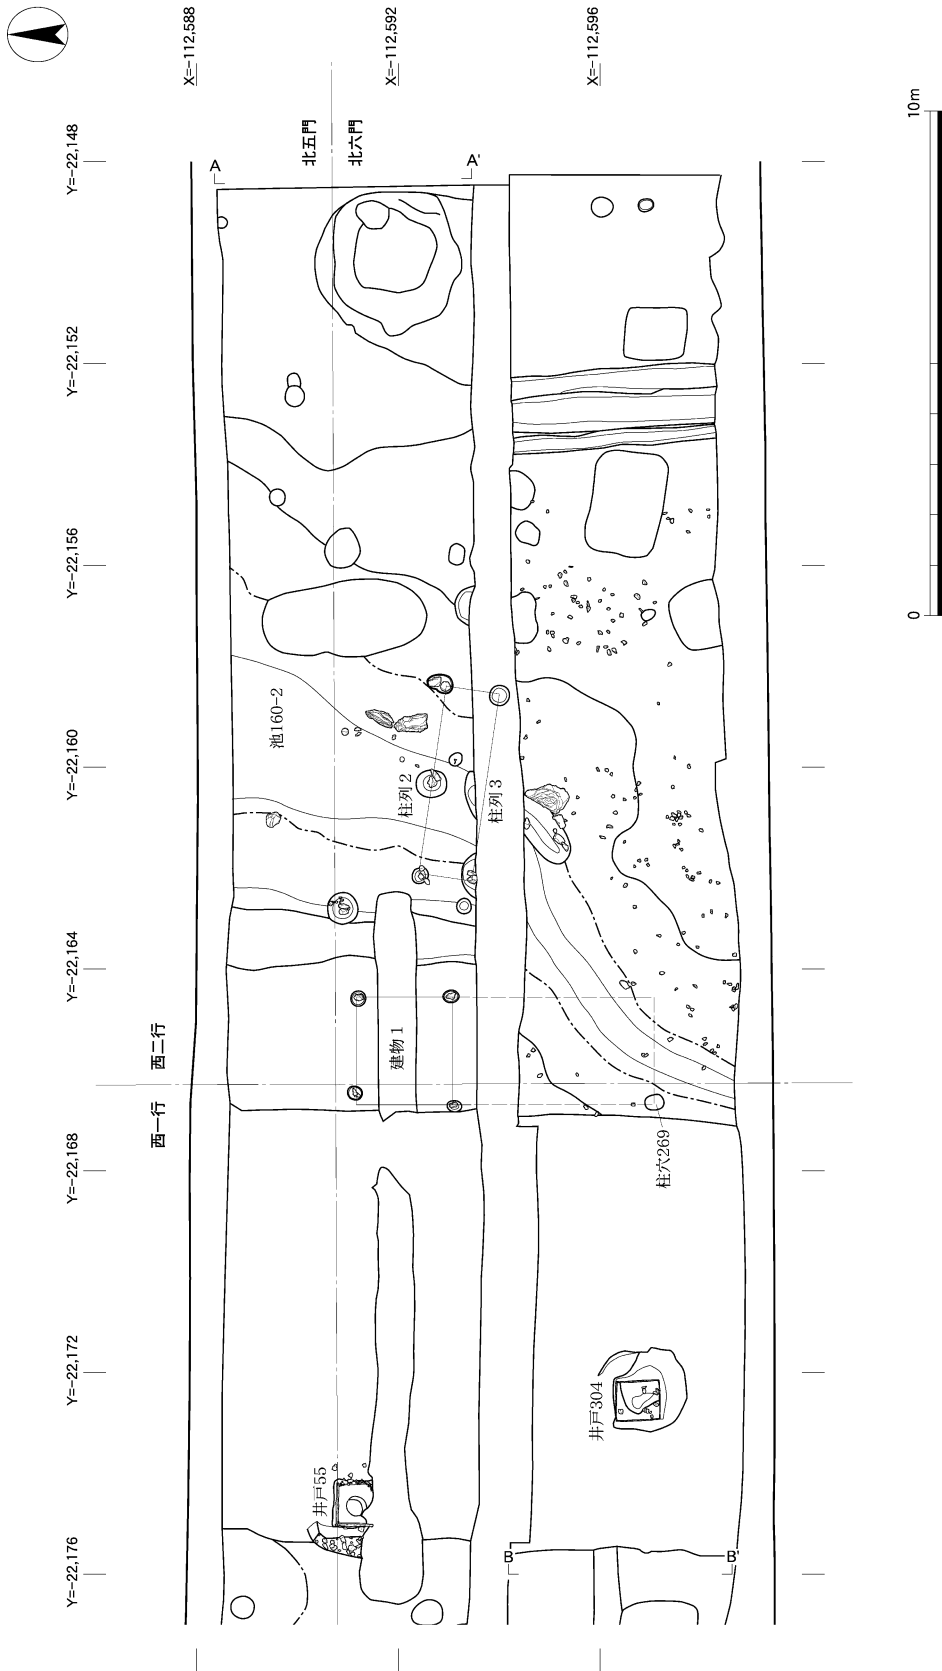 X=-112,588
X=-112,592
X=-112,596
10m
0
Y=-22,148
Y=-22,152
Y=-22,156
Y=-22,160
Y=-22,164
Y=-22,168
Y=-22,172
Y=-22,176
北五門
北六門
A
A'
池160-2
柱列2
柱列3
西二行
西一行
建物1
柱穴269
井戸304
井戸55
B
B'